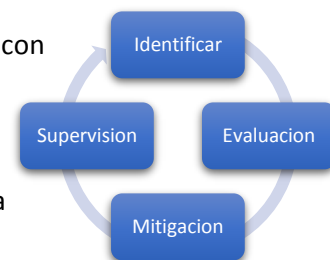 con
Identificar
Supervision
Evaluacion
a
Mitigacion